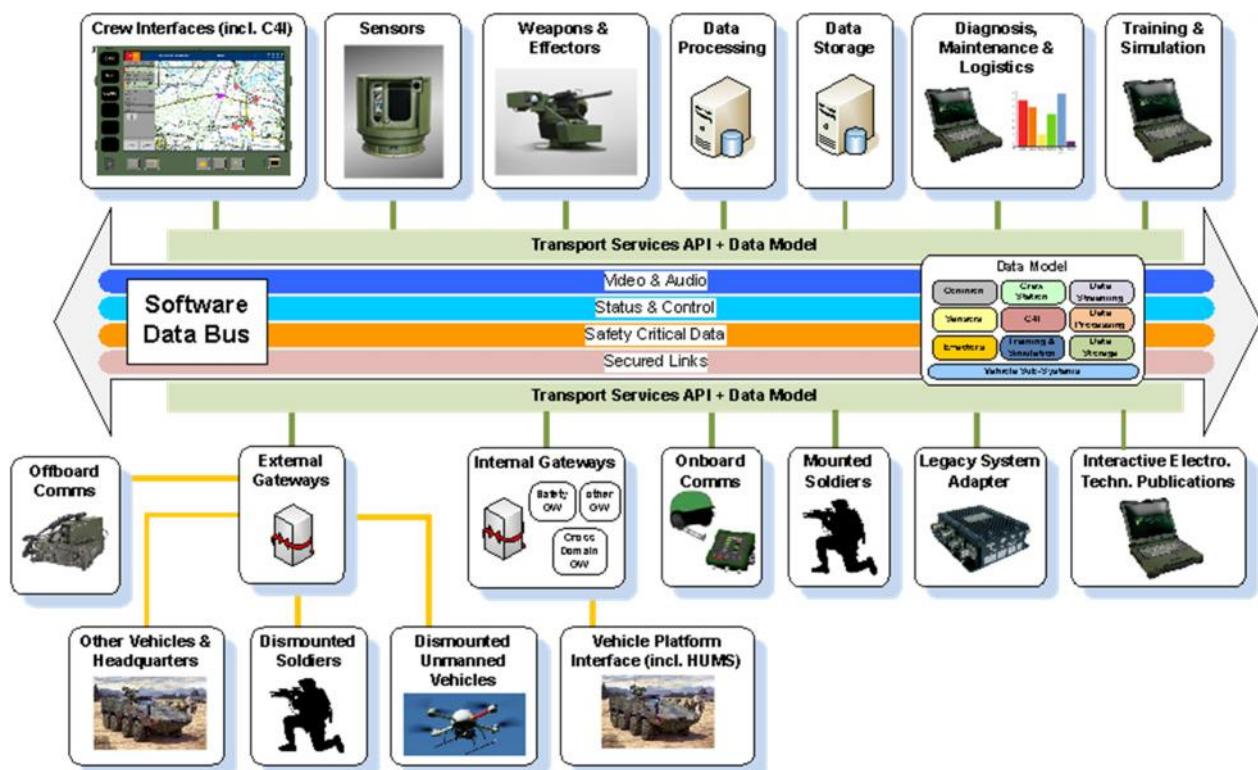 Crew Interfaces (incl. C4I)
Sensors
Weapons &
Effectors
Data
Processing
Data
Storage
Diagnosis,
Maintenance &
Logistics
Training &
Simulation
Transport Services API + Data Model
Video & Audio
Status & Control
Safety Critical Data
Secured Links
Software
Data Bus
Data Model
Common
Crew
Station
Data
Streaming
Sensors
C4I
Data
Processing
Effectors
Training &
Simulation
Data
Storage
Vehicle Sub-Systems
Transport Services API + Data Model
Offboard
Comms
External
Gateways
Internal Gateways
Safety
GW
other
GW
Cross
Domain
GW
Onboard
Comms
Mounted
Soldiers
Legacy System
Adapter
Interactive Electro.
Techn. Publications
Other Vehicles &
Headquarters
Dismounted
Soldiers
Dismounted
Unmanned
Vehicles
Vehicle Platform
Interface (incl. HUMS)